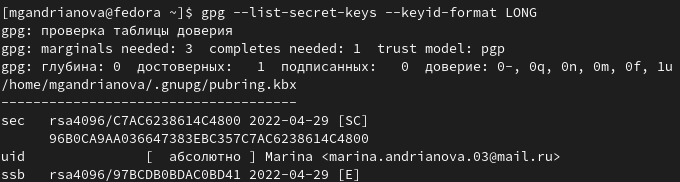 [mgandrianova@fedora ~]$ gpg --list-secret-keys --keyid-format LONG
gpg: проверка таблицы доверия
gpg: marginals needed: 3  completes needed: 1  trust model: pgp
gpg: глубина: 0  достоверных:   1  подписанных:   0  доверие: 0-, 0q, 0n, 0m, 0f, 1u
/home/mgandrianova/.gnupg/pubring.kbx
-------------------------------------
sec   rsa4096/C7AC6238614C4800 2022-04-29 [SC]
      96B0CA9AA036647383EBC357C7AC6238614C4800
uid              [  абсолютно ] Marina <marina.andrianova.03@mail.ru>
ssb   rsa4096/97BCDB0BDAC0BD41 2022-04-29 [E]